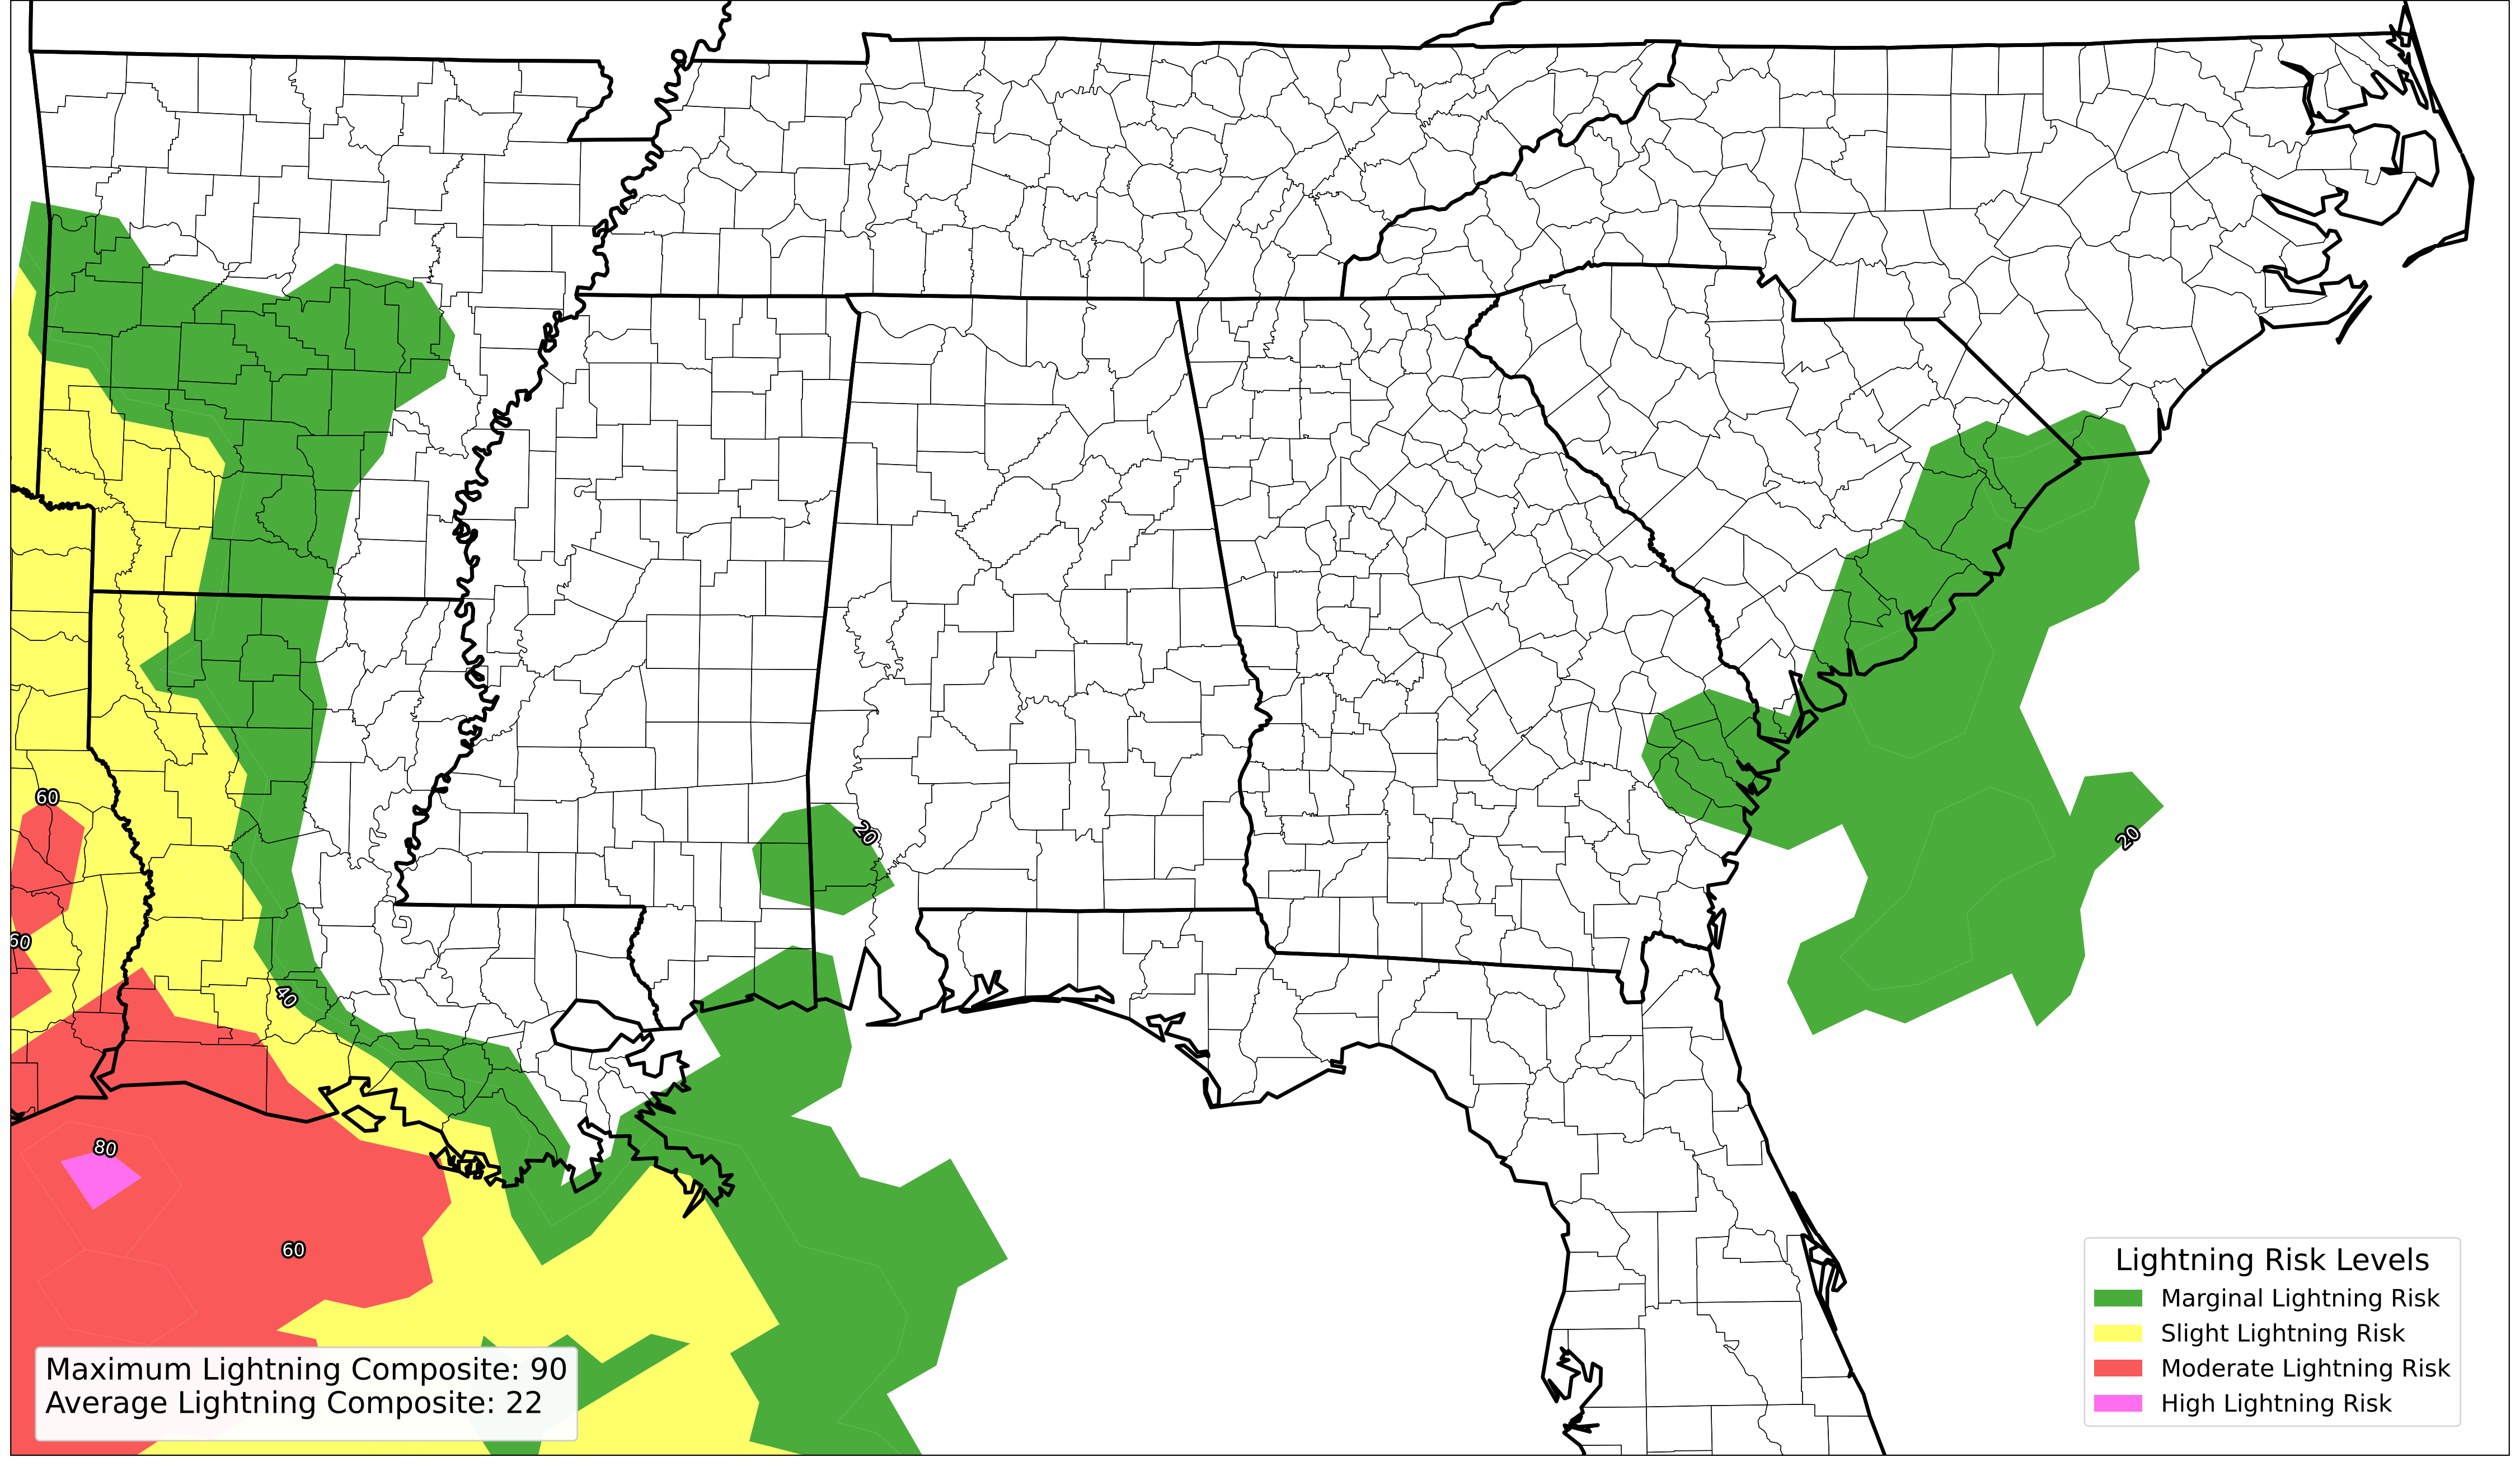 60
20
20
60
40
80
60
Lightning Risk Levels
Marginal Lightning Risk
Slight Lightning Risk
Moderate Lightning Risk
High Lightning Risk
Maximum Lightning Composite: 90
Average Lightning Composite: 22